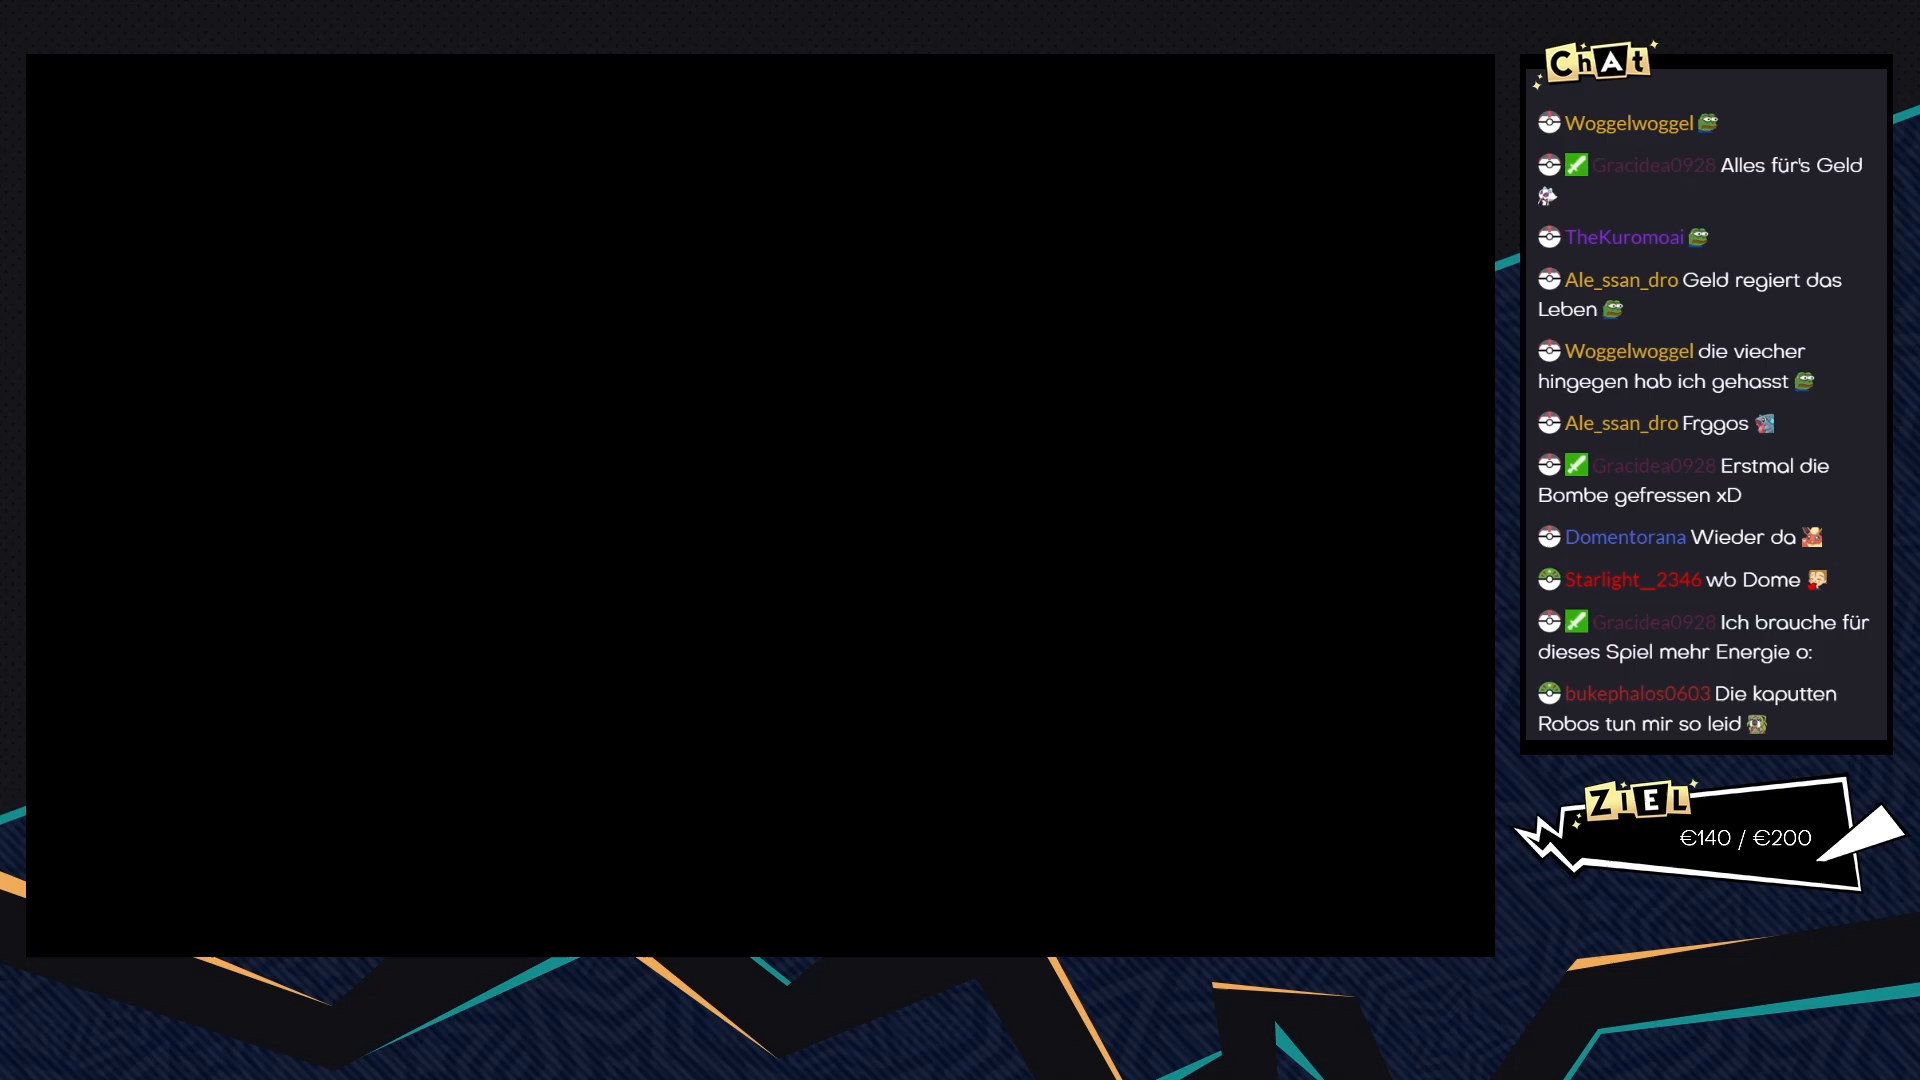 ChAt
Woggelwoggel
Gracidea0928 Alles für's Geld
TheKuromoai
Ale_ssan_dro Geld regiert das
Leben
Woggelwoggel die viecher
hingegen hab ich gehasst
Ale_ssan_dro Frggos
Gracidea0928 Erstmal die
Bombe gefressen xD
Domentorana Wieder da
Starlight__2346 wb Dome
Gracidea0928 Ich brauche für
dieses Spiel mehr Energie o:
bukephalos0603 Die kaputten
Robos tun mir so leid
ZiEL
€140 / €200